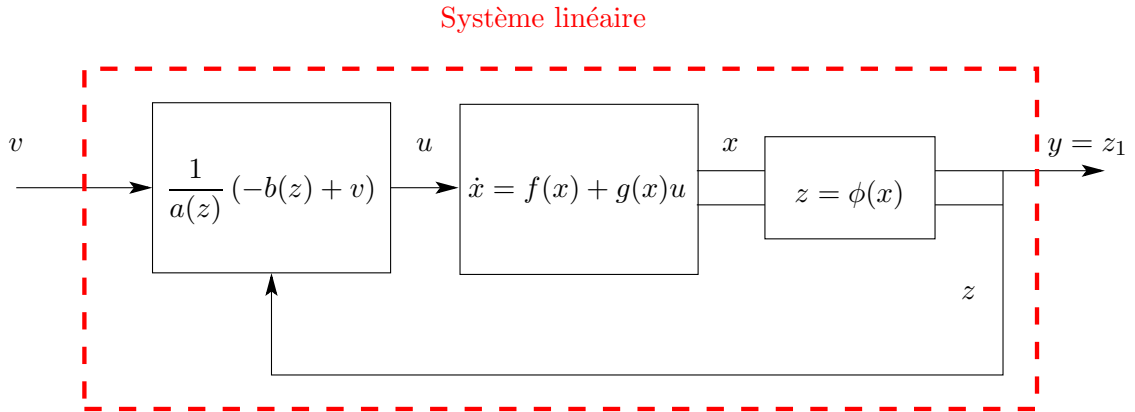 Système linéaire
v
u
x
y = z₁
1/a(z) (−b(z) + v)
ẋ = f(x) + g(x)u
z = ϕ(x)
z